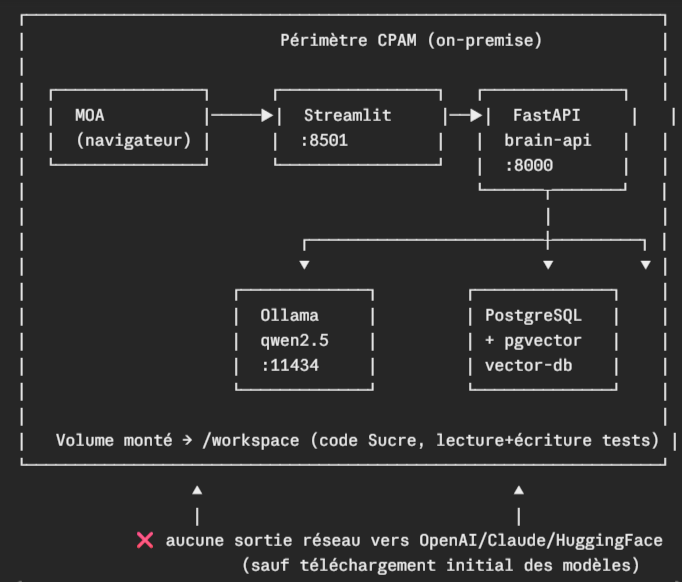 Périmètre CPAM (on-premise)
MOA
(navigateur)
Streamlit
:8501
FastAPI
brain-api
:8000
Ollama
qwen2.5
:11434
PostgreSQL
+ pgvector
vector-db
Volume monté → /workspace (code Sucre, lecture+écriture tests)
❌ aucune sortie réseau vers OpenAI/Claude/HuggingFace
(sauf téléchargement initial des modèles)